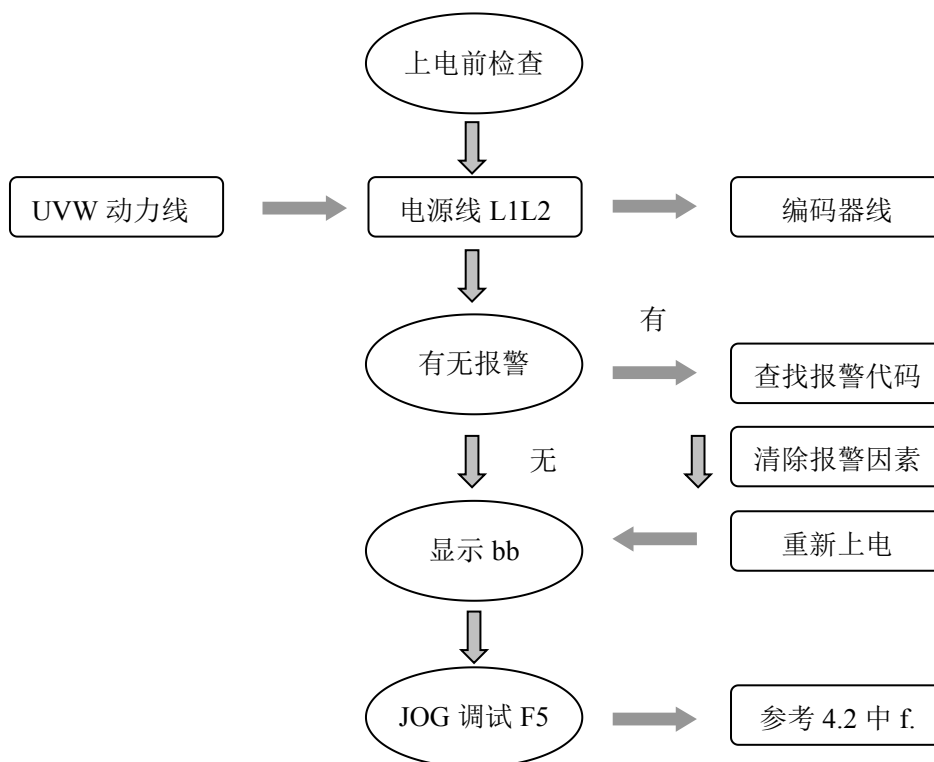 上电前检查
UVW 动力线
电源线 L1L2
编码器线
有
有无报警
查找报警代码
无
清除报警因素
显示 bb
重新上电
JOG 调试 F5
参考 4.2 中 f.